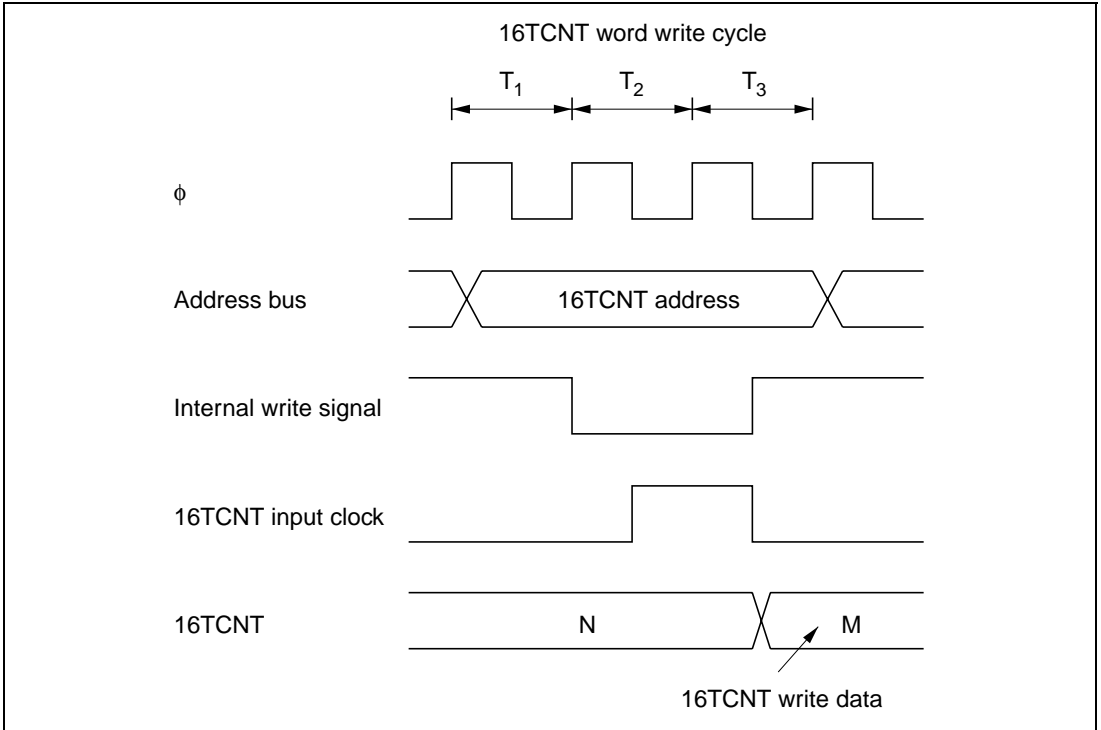 16TCNT word write cycle
T1 T2 T3
ϕ
Address bus
16TCNT address
Internal write signal
16TCNT input clock
16TCNT
N
M
16TCNT write data